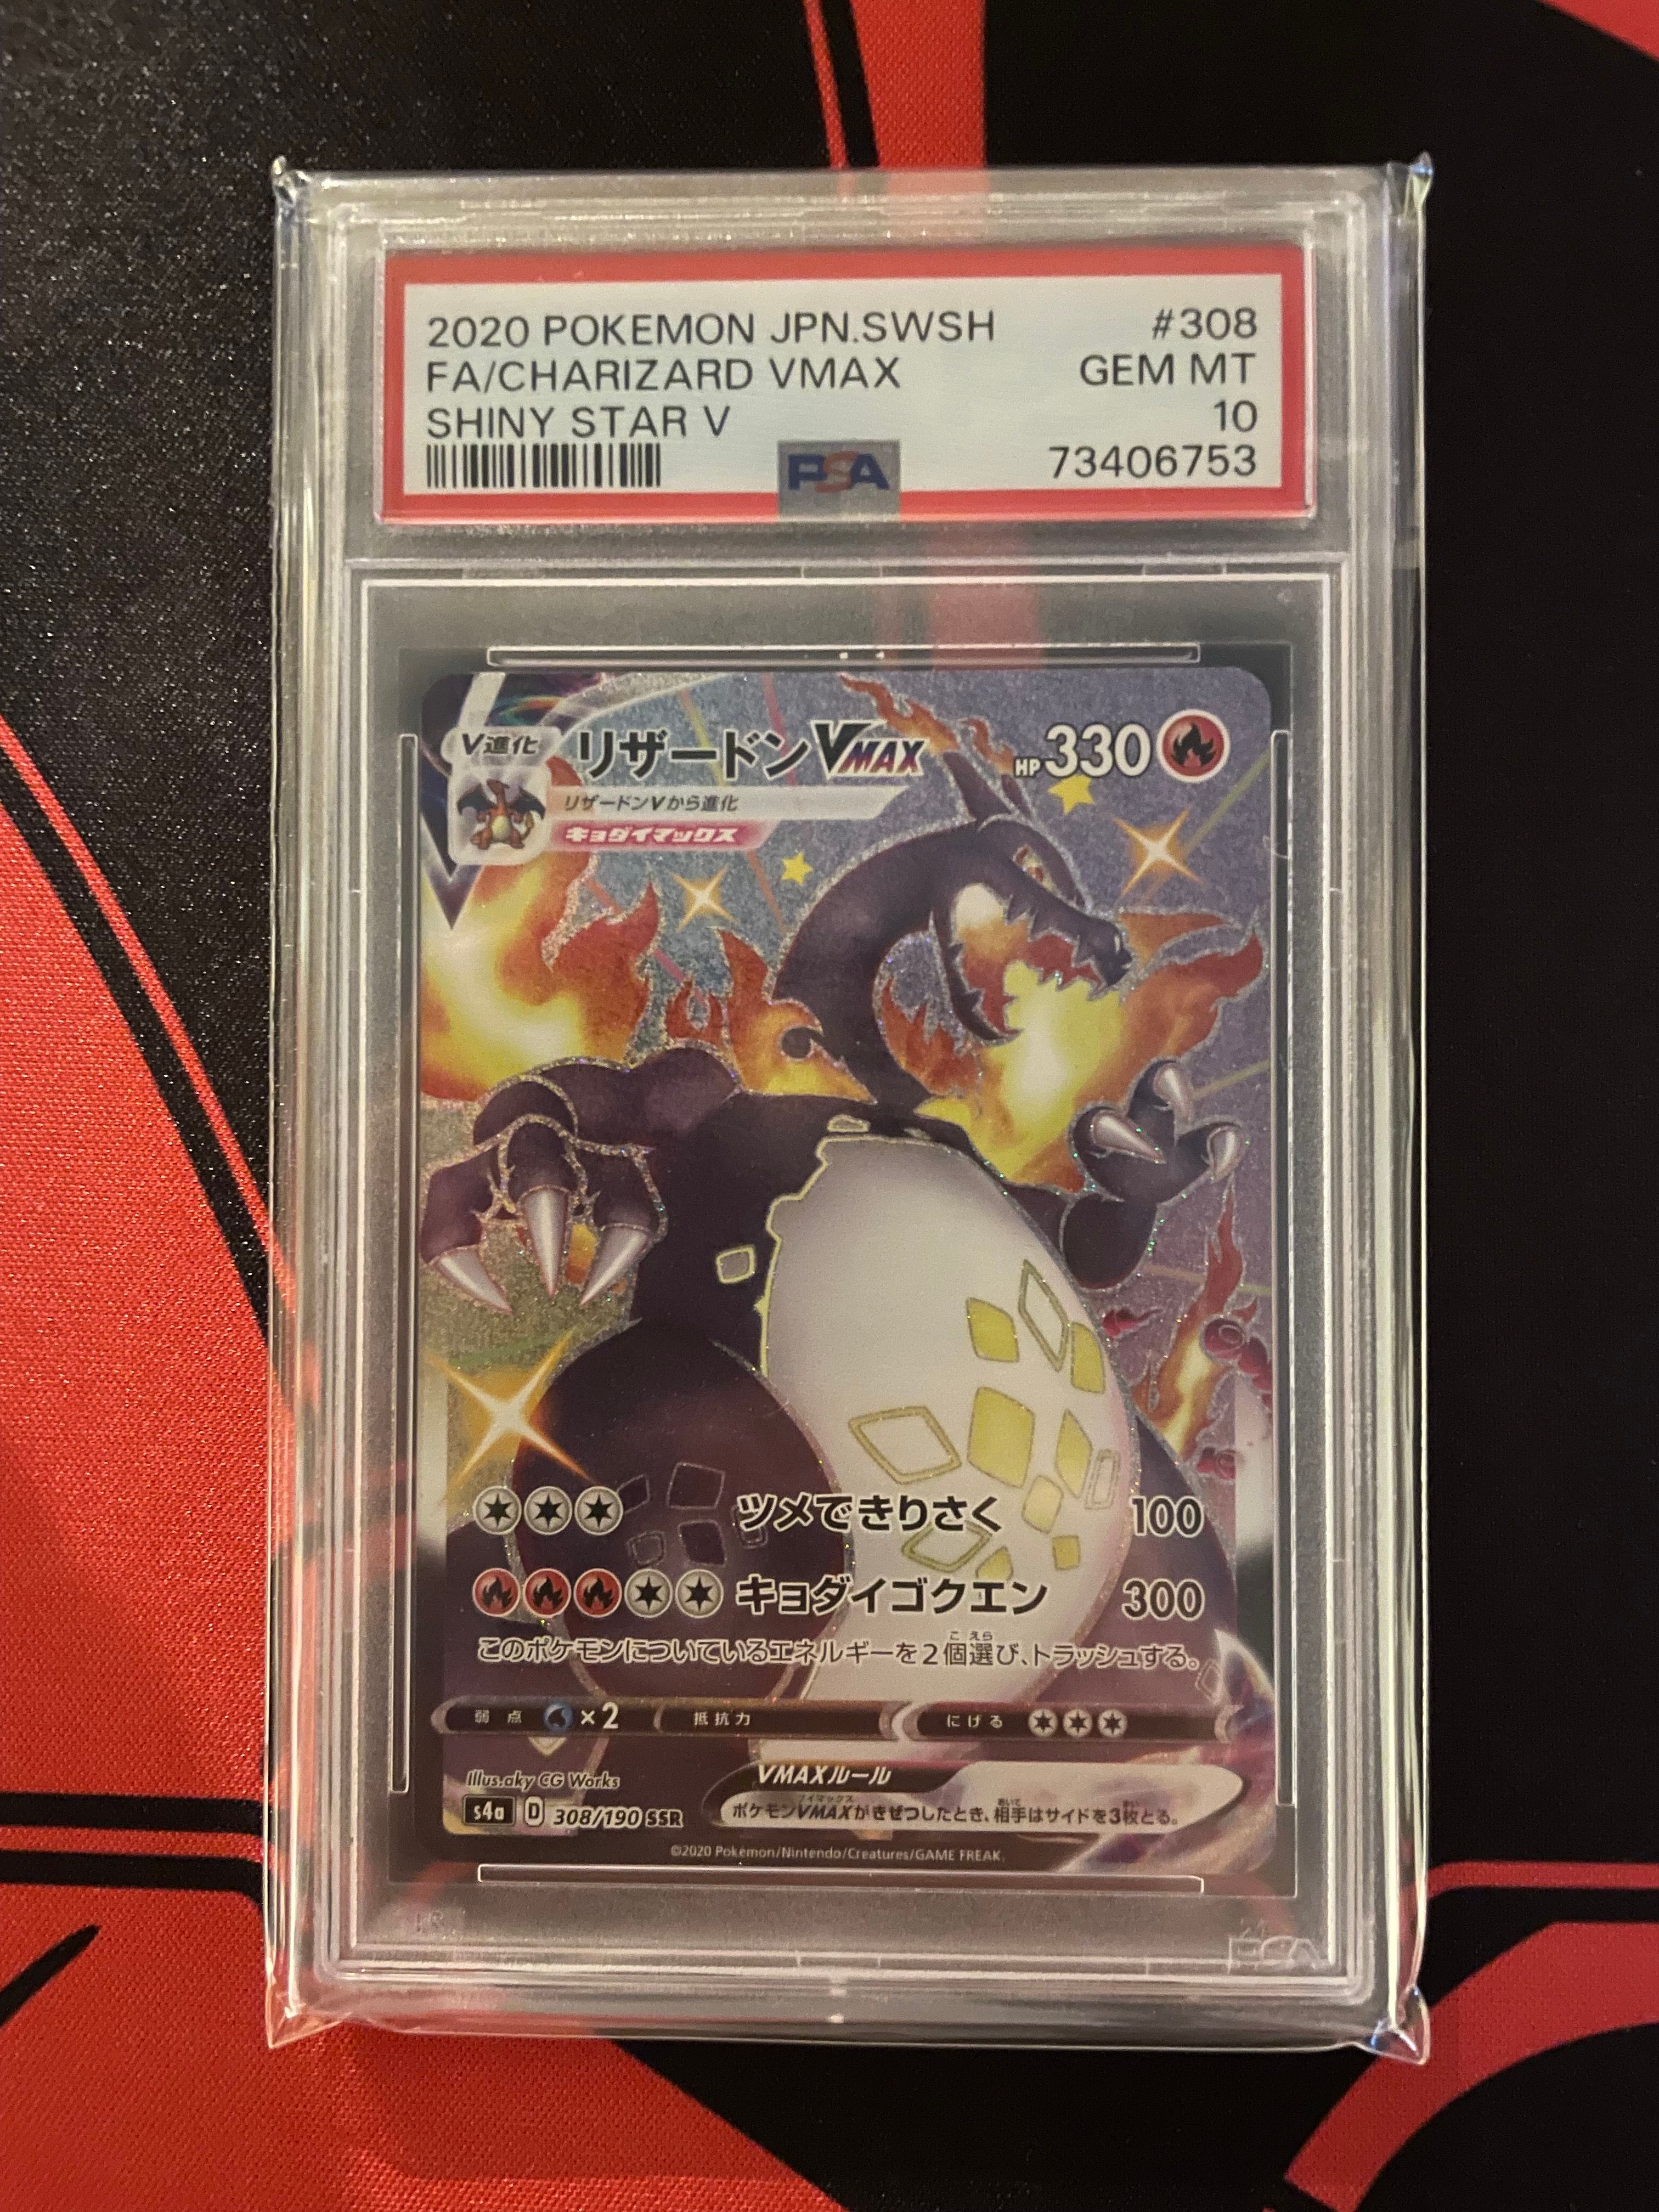 2020 POKEMON JPN.SWSH #308
FA/CHARIZARD VMAX GEM MT
SHINY STAR V 10
PSA 73406753
V進化 リザードンVMAX HP330
リザードンVから進化
キョダイマックス
ツメできりさく 100
キョダイゴクエン 300
このポケモンについているエネルギーを2個選び、トラッシュする。
弱点 ×2 抵抗力 にげる
Illus.aky CG Works
VMAXルール
s4a D 308/190 SSR
ポケモンVMAXがきぜつしたとき、相手はサイドを3枚とる。
©2020 Pokémon/Nintendo/Creatures/GAME FREAK.
PSA